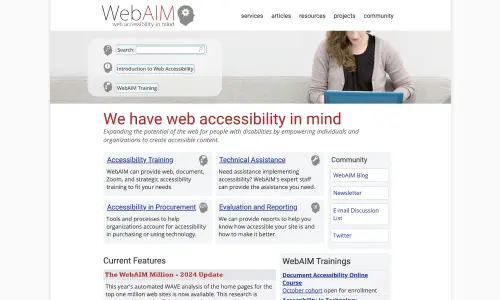 WebAIM
web accessibility in mind
services articles resources projects community
Search:
Introduction to Web Accessibility
WebAIM Training
We have web accessibility in mind
Expanding the potential of the web for people with disabilities by empowering individuals and
organizations to create accessible content.
Accessibility Training
WebAIM can provide web, document,
Zoom, and strategic accessibility
training to fit your needs.
Technical Assistance
Need assistance implementing
accessibility? WebAIM's expert staff
can provide the assistance you need.
Accessibility in Procurement
Tools and processes to help
organizations account for accessibility
in purchasing or using technology.
Evaluation and Reporting
We can provide reports to help you
know how accessible your site is and
how to make it better.
Community
WebAIM Blog
Newsletter
E-mail Discussion
List
Twitter
Current Features
The WebAIM Million - 2024 Update
This year's automated WAVE analysis of the home pages for the
top one million web sites is now available. This research is
WebAIM Trainings
Document Accessibility Online
Course
October cohort open for enrollment